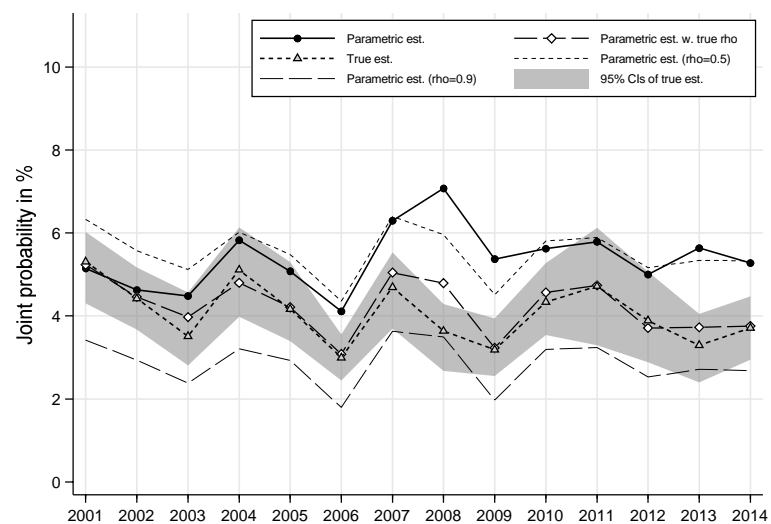 Parametric est.
Parametric est. w. true rho
True est.
Parametric est. (rho=0.5)
Parametric est. (rho=0.9)
95% CIs of true est.
Joint probability in %
10
8
6
4
2
0
2001 2002 2003 2004 2005 2006 2007 2008 2009 2010 2011 2012 2013 2014